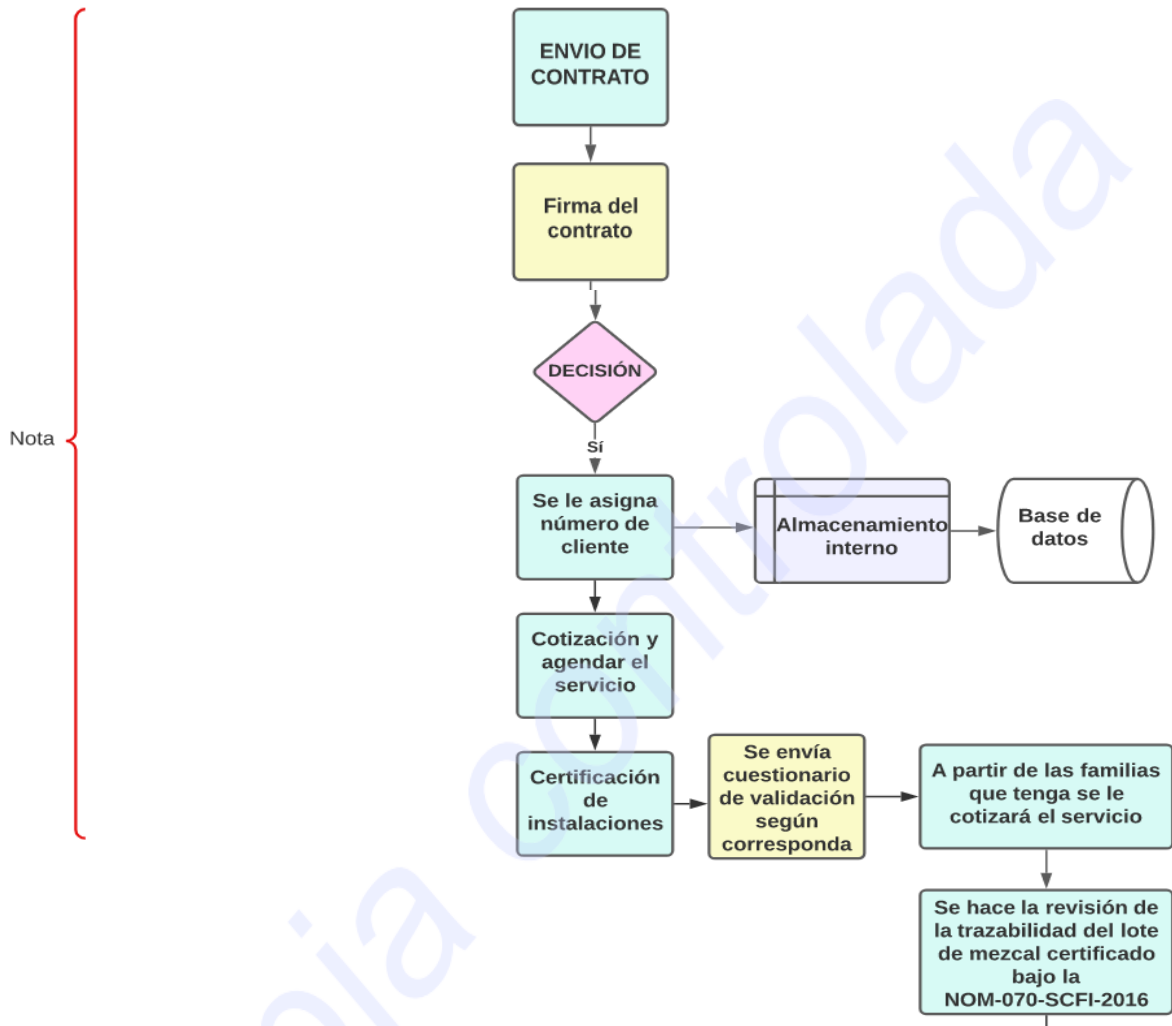 ENVIO DE
CONTRATO
Firma del
contrato
DECISIÓN
Nota
Sí
Se le asigna
número de
cliente
Almacenamiento
interno
Base de
datos
Cotización y
agendar el
servicio
Certificación
de
instalaciones
Se envía
cuestionario
de validación
según
corresponda
A partir de las familias
que tenga se le
cotizará el servicio
Se hace la revisión de
la trazabilidad del lote
de mezcal certificado
bajo la
NOM-070-SCFI-2016
controlada